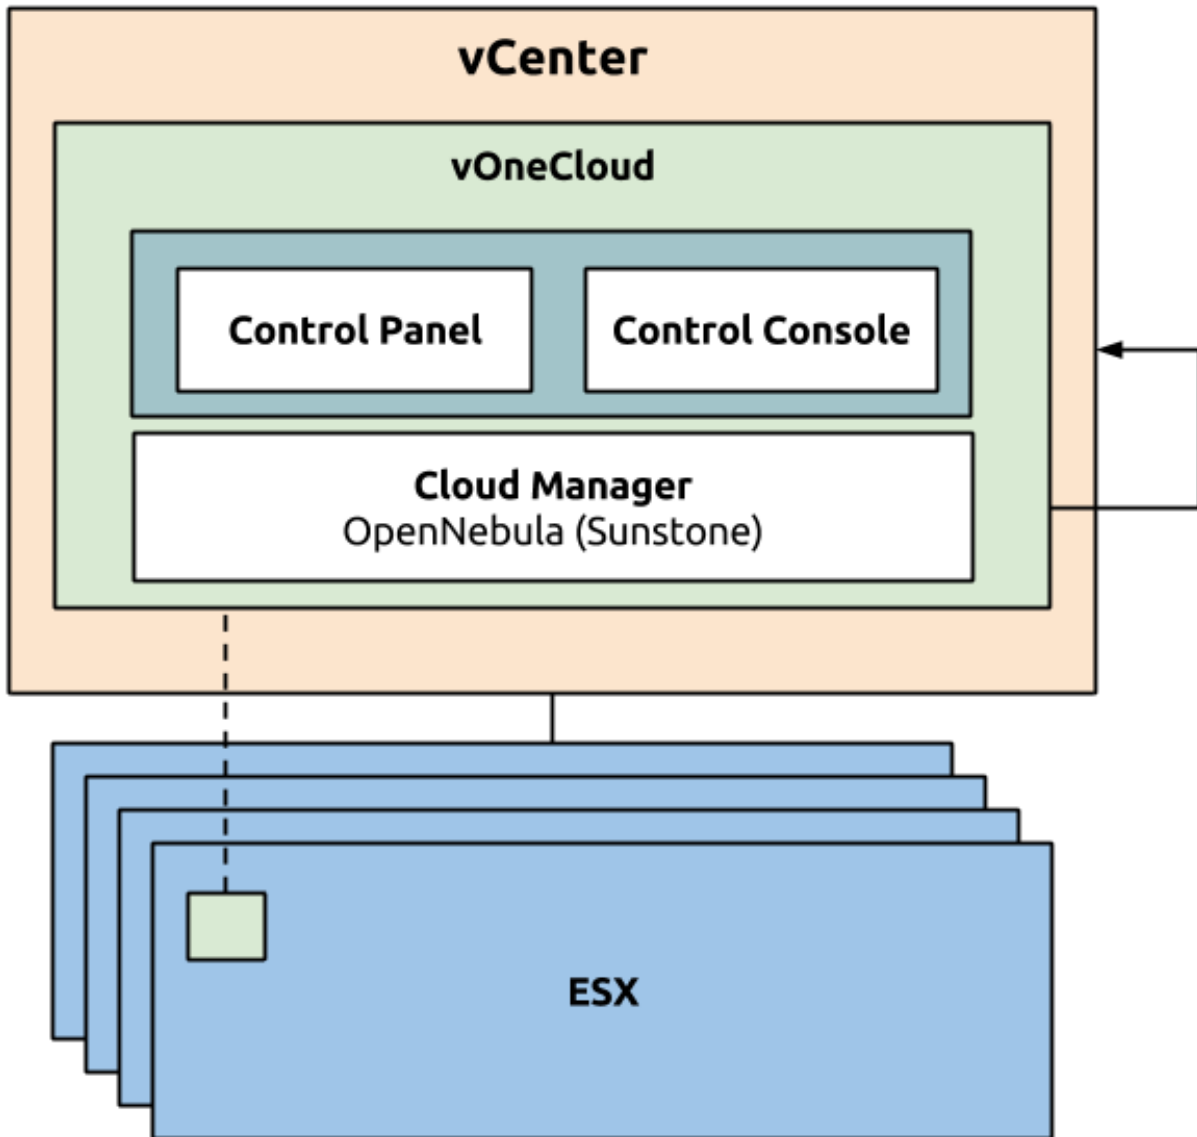 vCenter
vOneCloud
Control Panel
Control Console
Cloud Manager
OpenNebula (Sunstone)
ESX